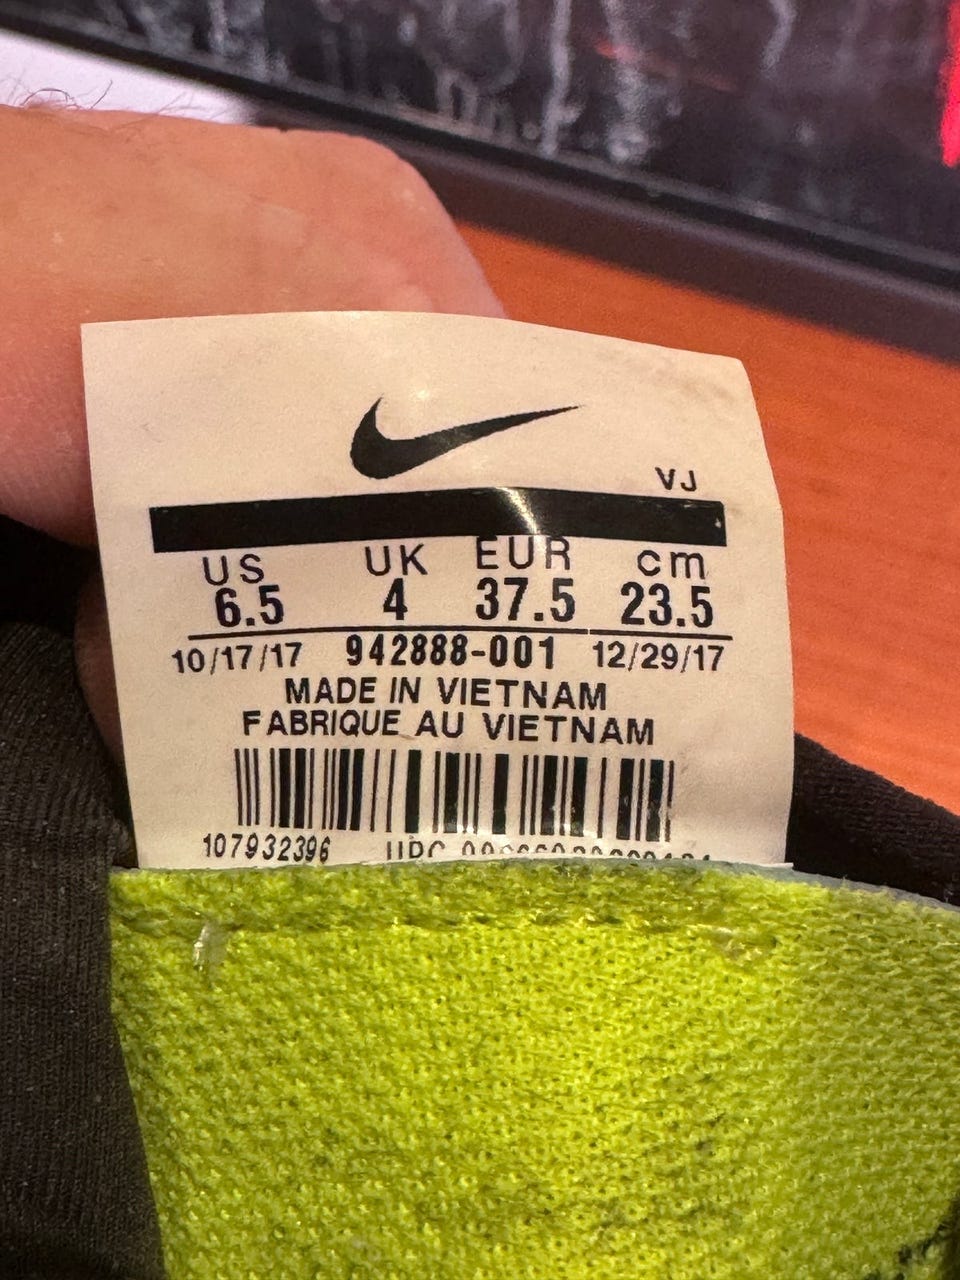 VJ
US UK EUR cm
6.5 4 37.5 23.5
10/17/17 942888-001 12/29/17
MADE IN VIETNAM
FABRIQUE AU VIETNAM
107932396 UPC